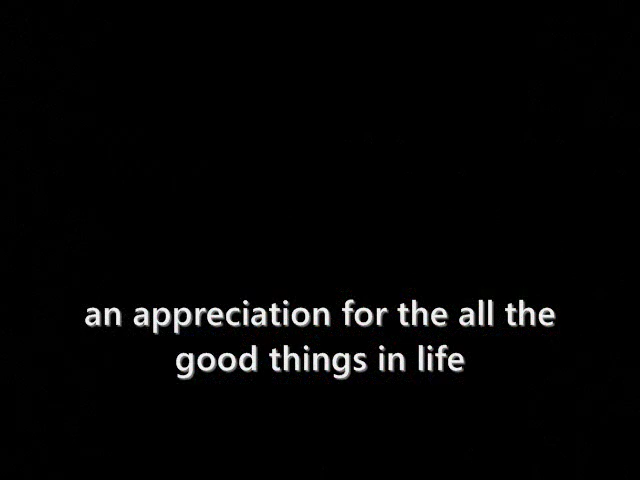 an appreciation for the all the
good things in life